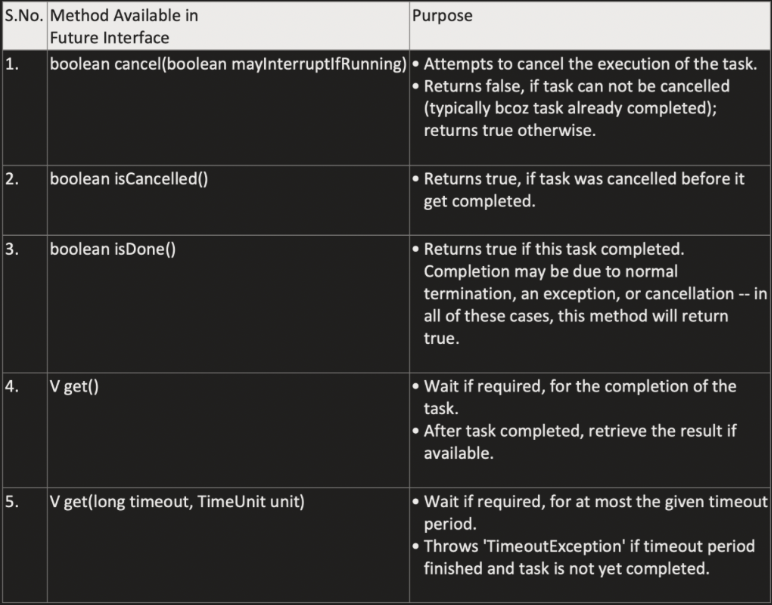 S.No. Method Available in Purpose
Future Interface
1. boolean cancel(boolean mayInterruptIfRunning) • Attempts to cancel the execution of the task.
• Returns false, if task can not be cancelled
(typically bcoz task already completed);
returns true otherwise.
2. boolean isCancelled() • Returns true, if task was cancelled before it
get completed.
3. boolean isDone() • Returns true if this task completed.
Completion may be due to normal
termination, an exception, or cancellation -- in
all of these cases, this method will return
true.
4. V get() • Wait if required, for the completion of the
task.
• After task completed, retrieve the result if
available.
5. V get(long timeout, TimeUnit unit) • Wait if required, for at most the given timeout
period.
• Throws 'TimeoutException' if timeout period
finished and task is not yet completed.